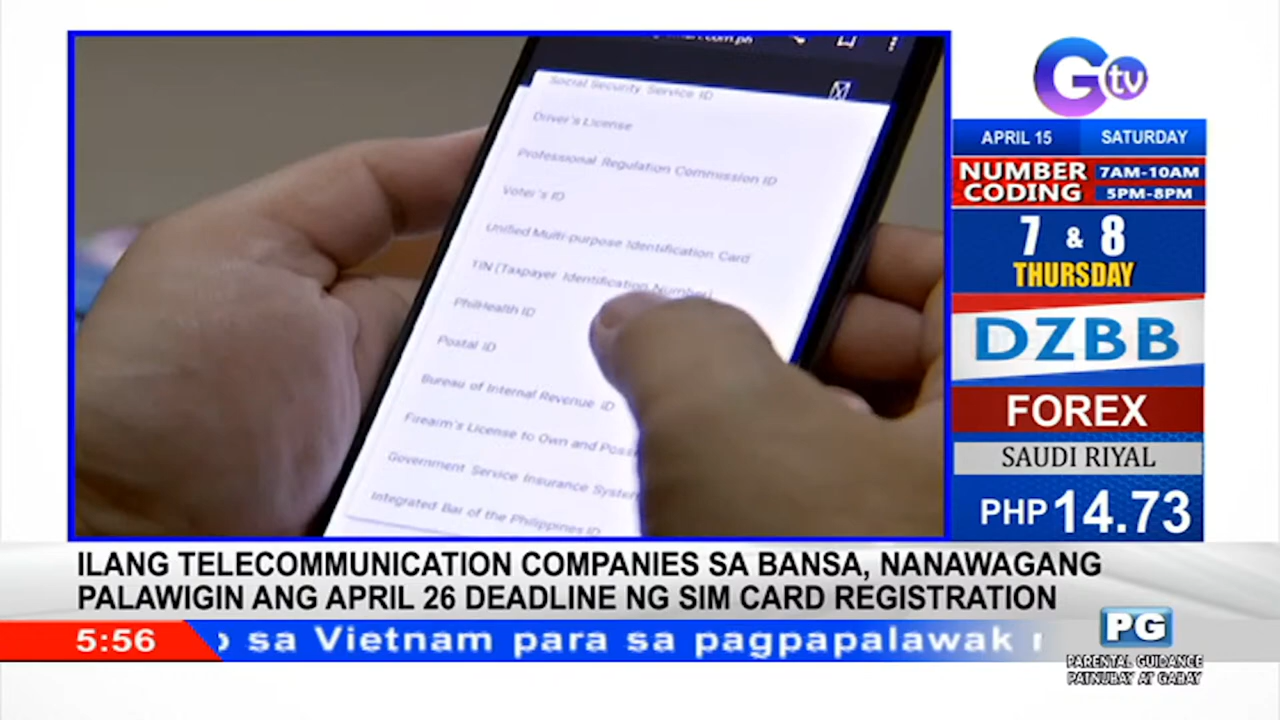 Social Security Service ID
Driver's License
Professional Regulation Commission ID
Voter's ID
Unified Multi-purpose Identification Card
TIN (Taxpayer Identification Number)
PhilHealth ID
Postal ID
Bureau of Internal Revenue ID
Firearm's License to Own and
Government Service Insurance System
Integrated Bar of the Philippines ID
Gtv
APRIL 15 SATURDAY
NUMBER CODING 7AM-10AM
5PM-8PM
7 & 8
THURSDAY
DZBB
FOREX
SAUDI RIYAL
PHP 14.73
ILANG TELECOMMUNICATION COMPANIES SA BANSA, NANAWAGANG
PALAWIGIN ANG APRIL 26 DEADLINE NG SIM CARD REGISTRATION
5:56 sa Vietnam para sa pagpapalawak
PG
PARENTAL GUIDANCE
PATNUBAY AT GABAY